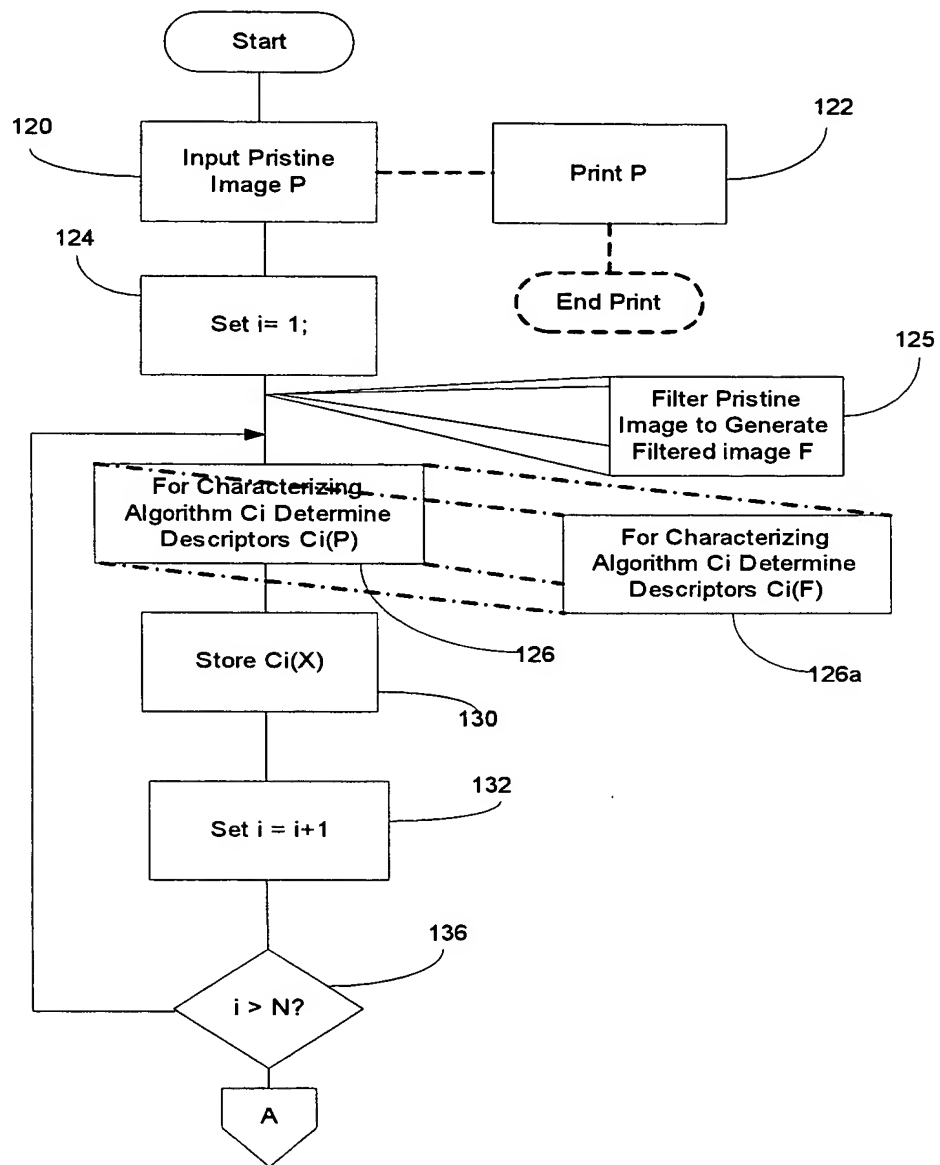 Start
120
Input Pristine
Image P
122
Print P
124
Set i= 1;
End Print
125
Filter Pristine
Image to Generate
Filtered image F
For Characterizing
Algorithm Ci Determine
Descriptors Ci(P)
For Characterizing
Algorithm Ci Determine
Descriptors Ci(F)
126
126a
Store Ci(X)
130
132
Set i = i+1
136
i > N?
A